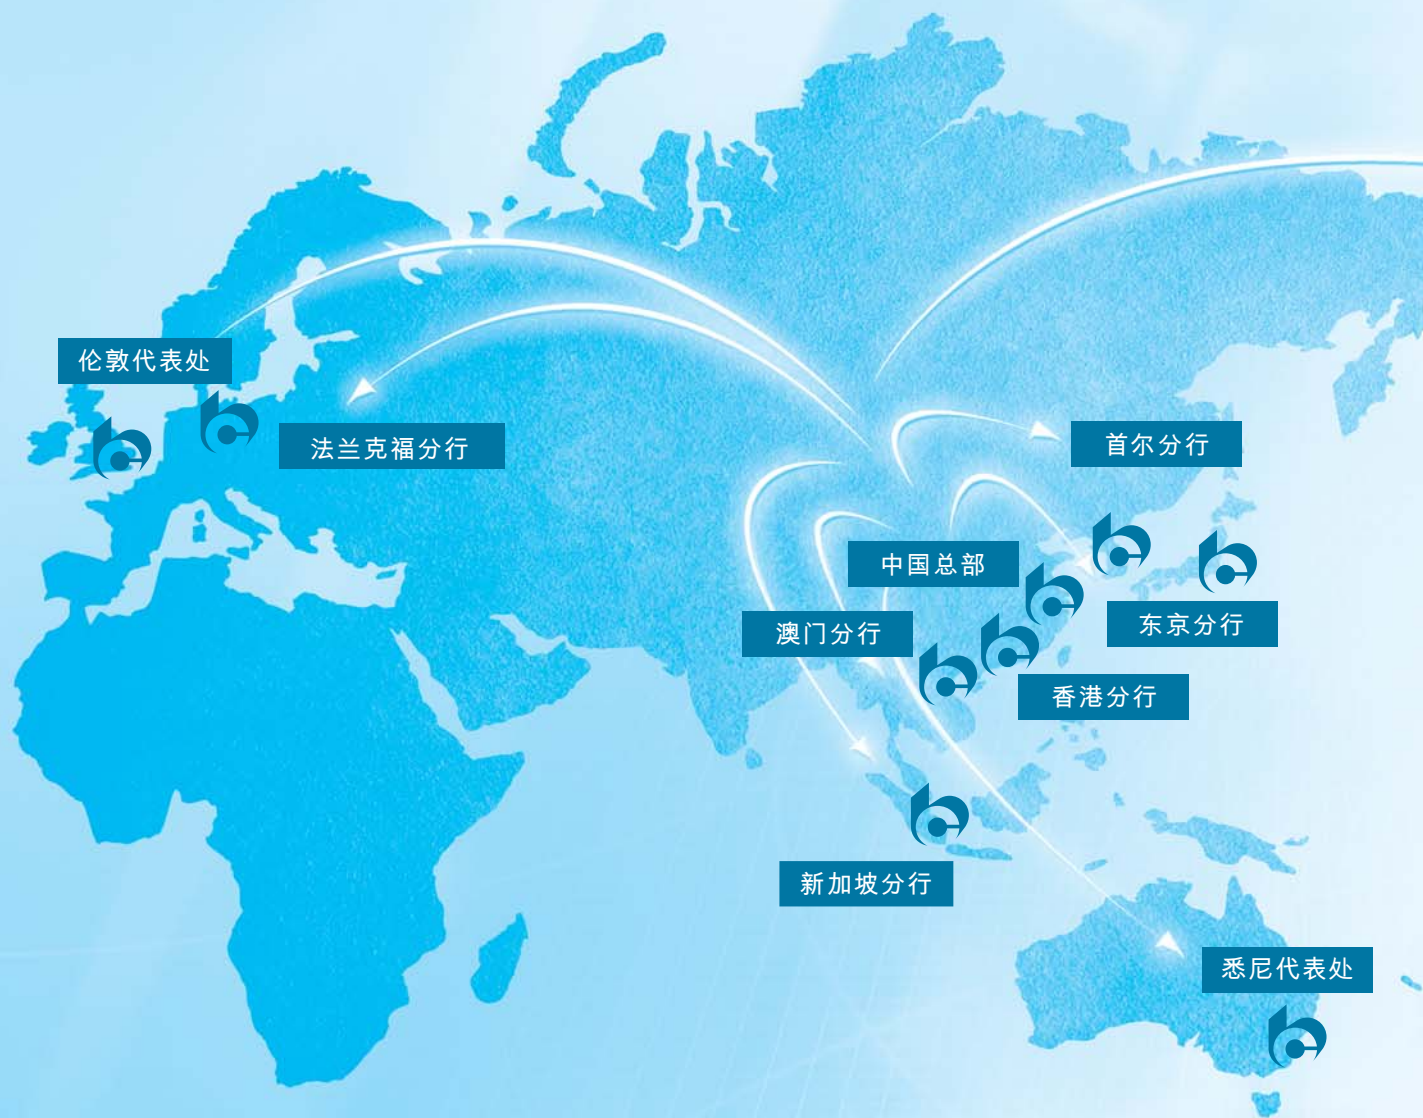 伦敦代表处
法兰克福分行
首尔分行
中国总部
澳门分行
东京分行
香港分行
新加坡分行
悉尼代表处